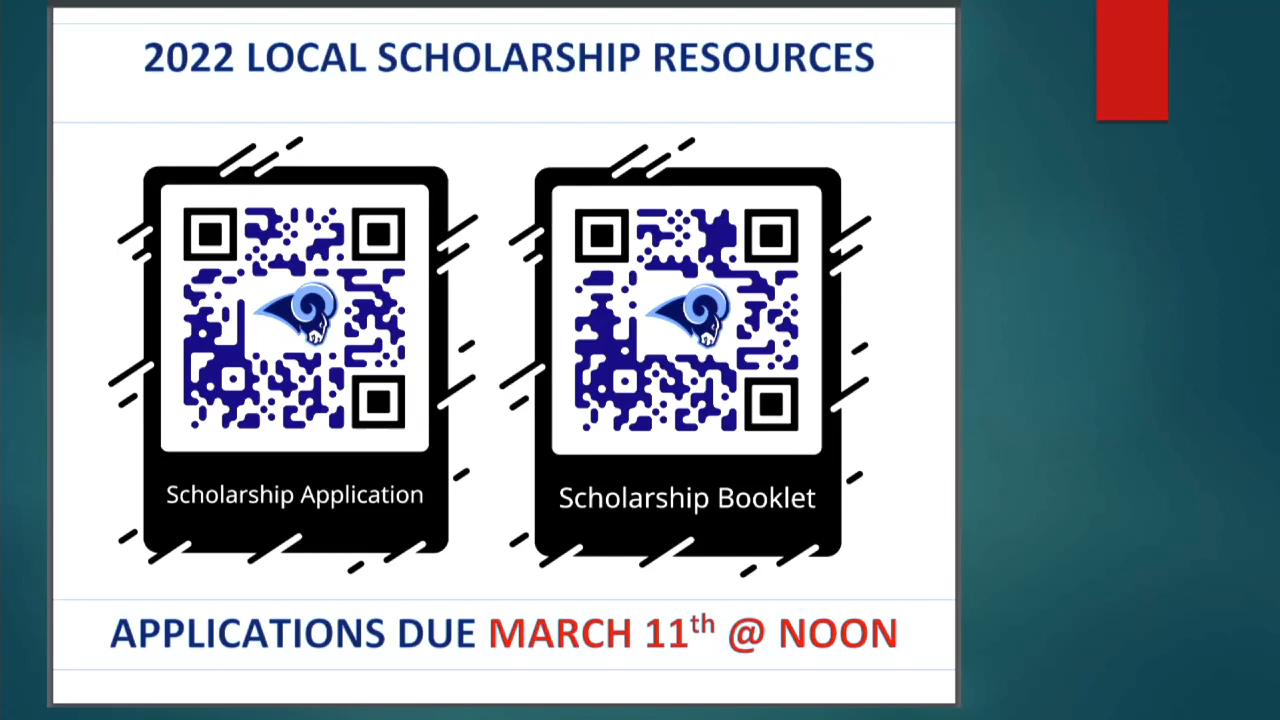 2022 LOCAL SCHOLARSHIP RESOURCES
Scholarship Application
Scholarship Booklet
APPLICATIONS DUE MARCH 11th @ NOON